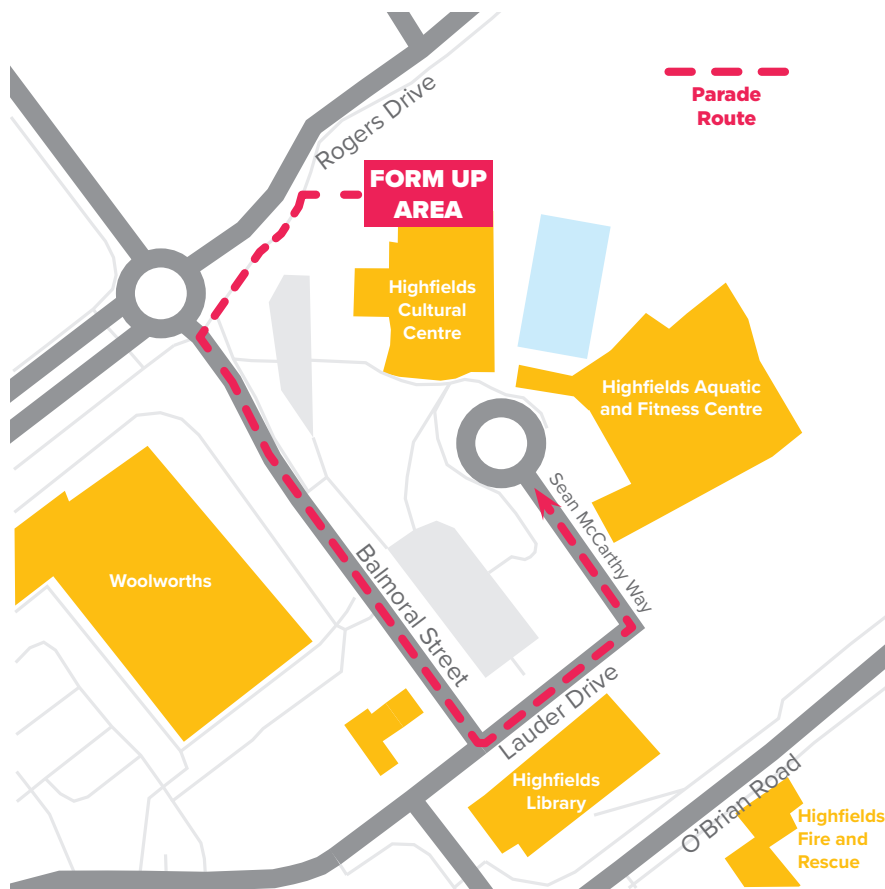 Rogers Drive
Parade
Route
FORM UP
AREA
Highfields
Cultural
Centre
Highfields Aquatic
and Fitness Centre
Sean McCarthy Way
Woolworths
Balmoral Street
Lauder Drive
Highfields
Library
O'Brian Road
Highfields
Fire and
Rescue